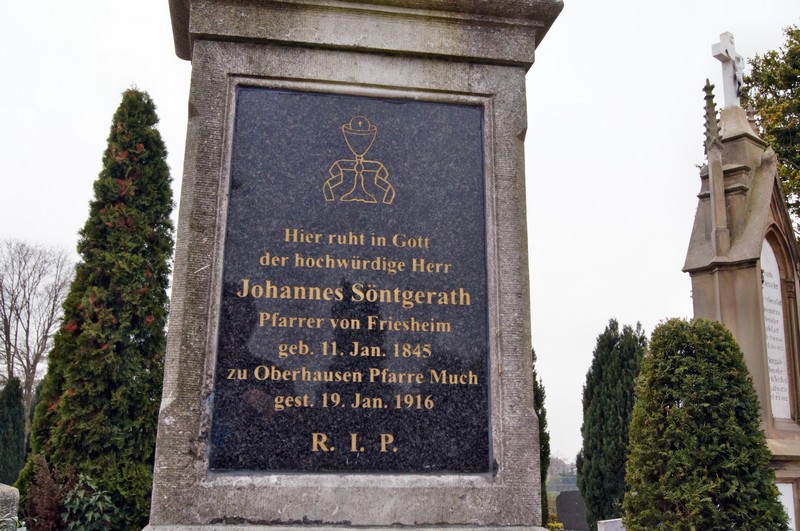 Hier ruht in Gott
der hochwürdige Herr
Johannes Söntgerath
Pfarrer von Friesheim
geb. 11. Jan. 1845
zu Oberhausen Pfarre Much
gest. 19. Jan. 1916
R. I. P.